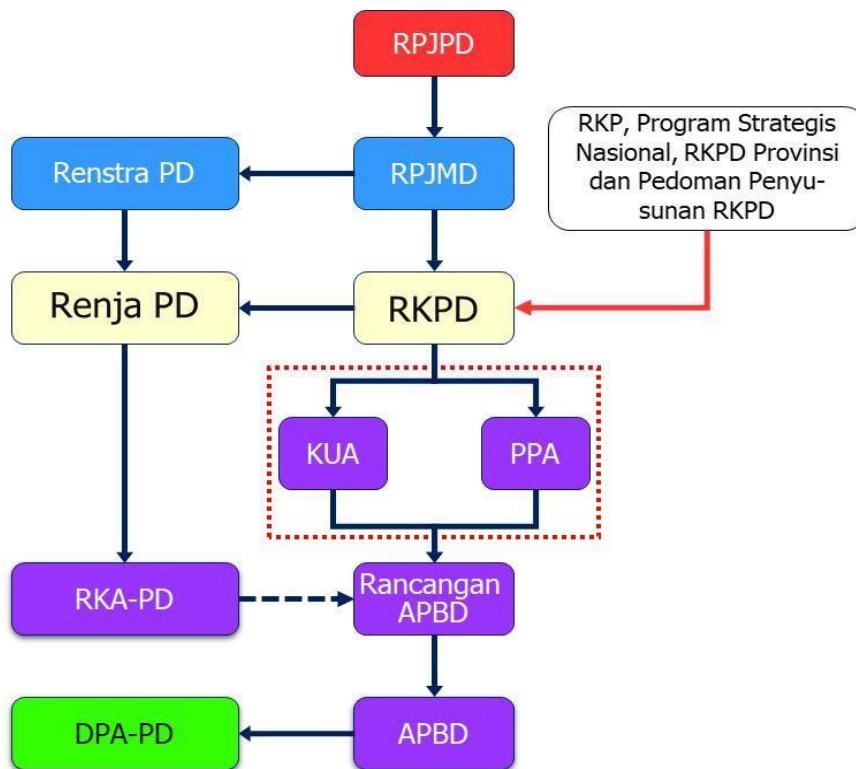 RPJPD
RKP, Program Strategis
Nasional, RKPD Provinsi
dan Pedoman Penyu-
sunan RKPD
Renstra PD
RPJMD
Renja PD
RKPD
KUA
PPA
RKA-PD
Rancangan
APBD
DPA-PD
APBD